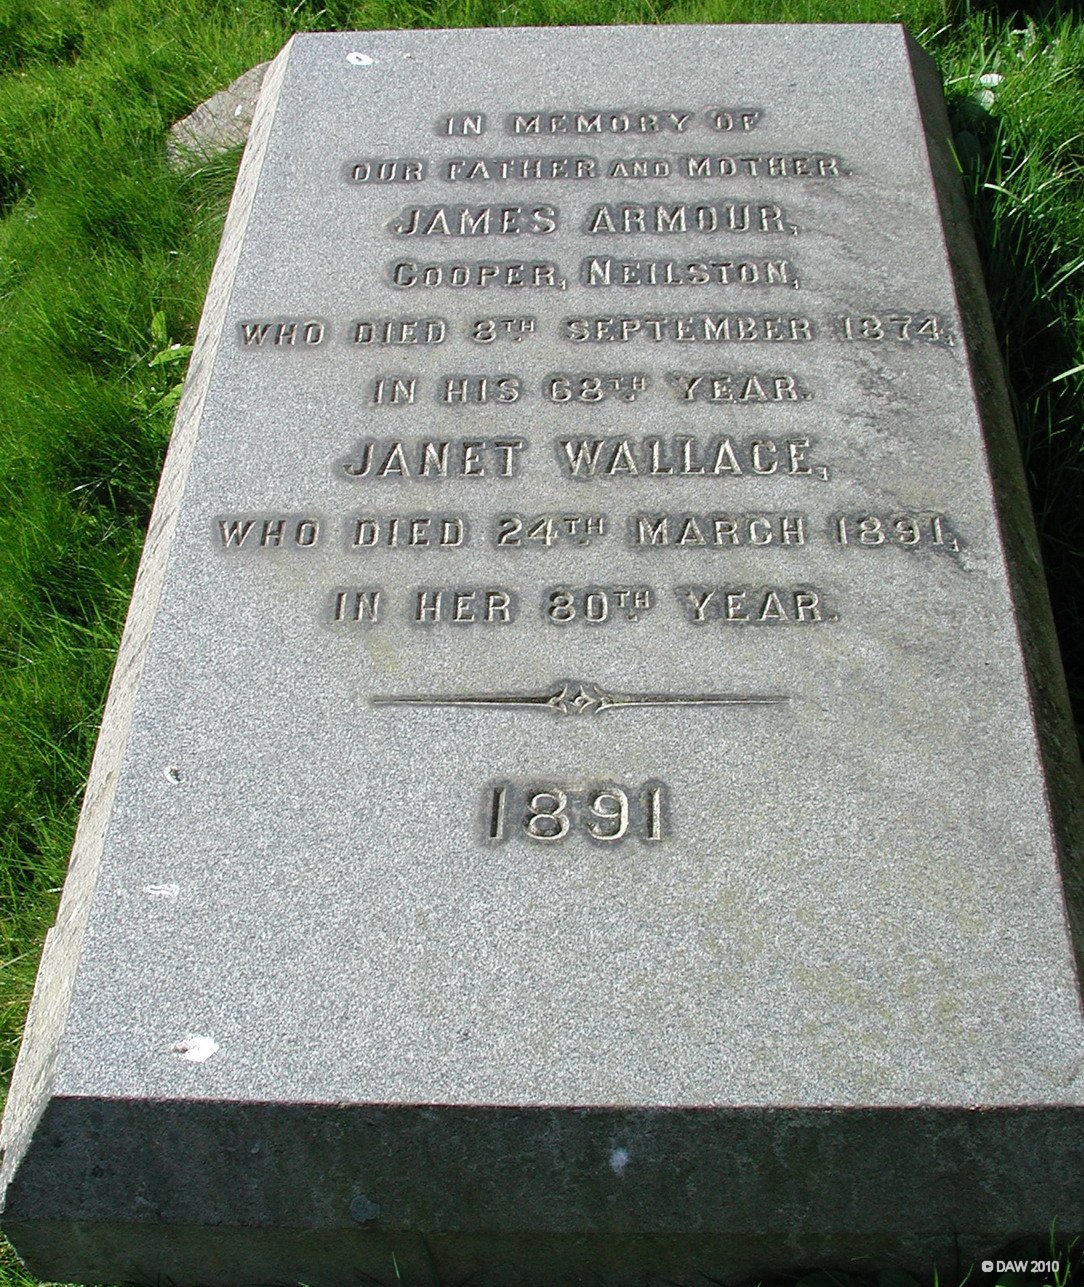 IN MEMORY OF
OUR FATHER AND MOTHER.
JAMES ARMOUR,
COOPER, NEILSTON,
WHO DIED 8TH. SEPTEMBER 1874,
IN HIS 68TH. YEAR.
JANET WALLACE,
WHO DIED 24TH. MARCH 1891,
IN HER 80TH. YEAR.
1891
© DAW 2010